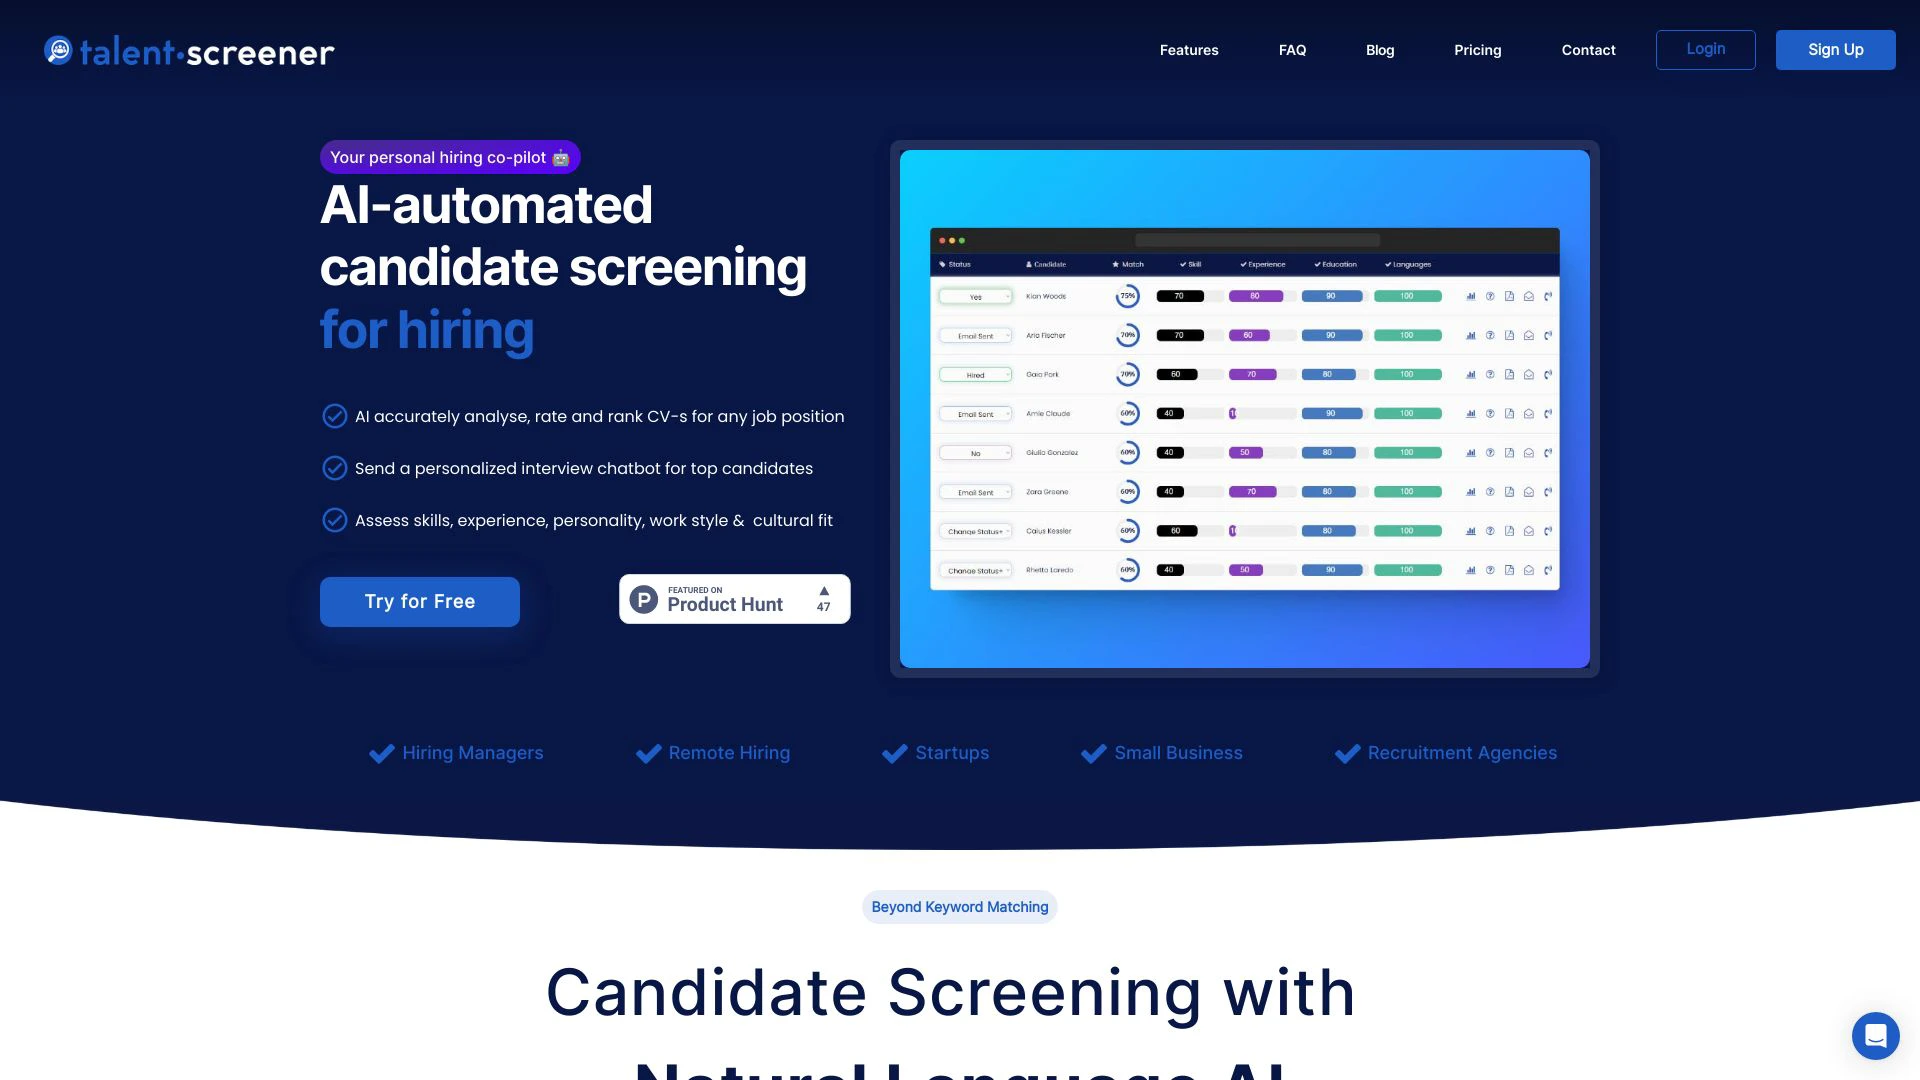 talent·screener
Features FAQ Blog Pricing Contact Login Sign Up
Your personal hiring co-pilot 🤖
AI-automated
candidate screening
for hiring
AI accurately analyse, rate and rank CV-s for any job position
Send a personalized interview chatbot for top candidates
Assess skills, experience, personality, work style & cultural fit
Try for Free
FEATURED ON
Product Hunt
47
Status Candidate Match Skill Experience Education Languages
Yes Kian Woods 75% 70 80 90 100
Email Sent Aria Fischer 70% 70 60 90 100
Hired Gaia Park 70% 60 70 80 100
Email Sent Amie Claude 60% 40 10 90 100
No Giulia Gonzalez 60% 40 50 80 100
Email Sent Zara Greene 60% 40 70 80 100
Change Status+ Caius Kessler 60% 60 10 80 100
Change Status+ Rhetta Laredo 60% 40 50 90 100
Hiring Managers Remote Hiring Startups Small Business Recruitment Agencies
Beyond Keyword Matching
Candidate Screening with
Natural Language AI